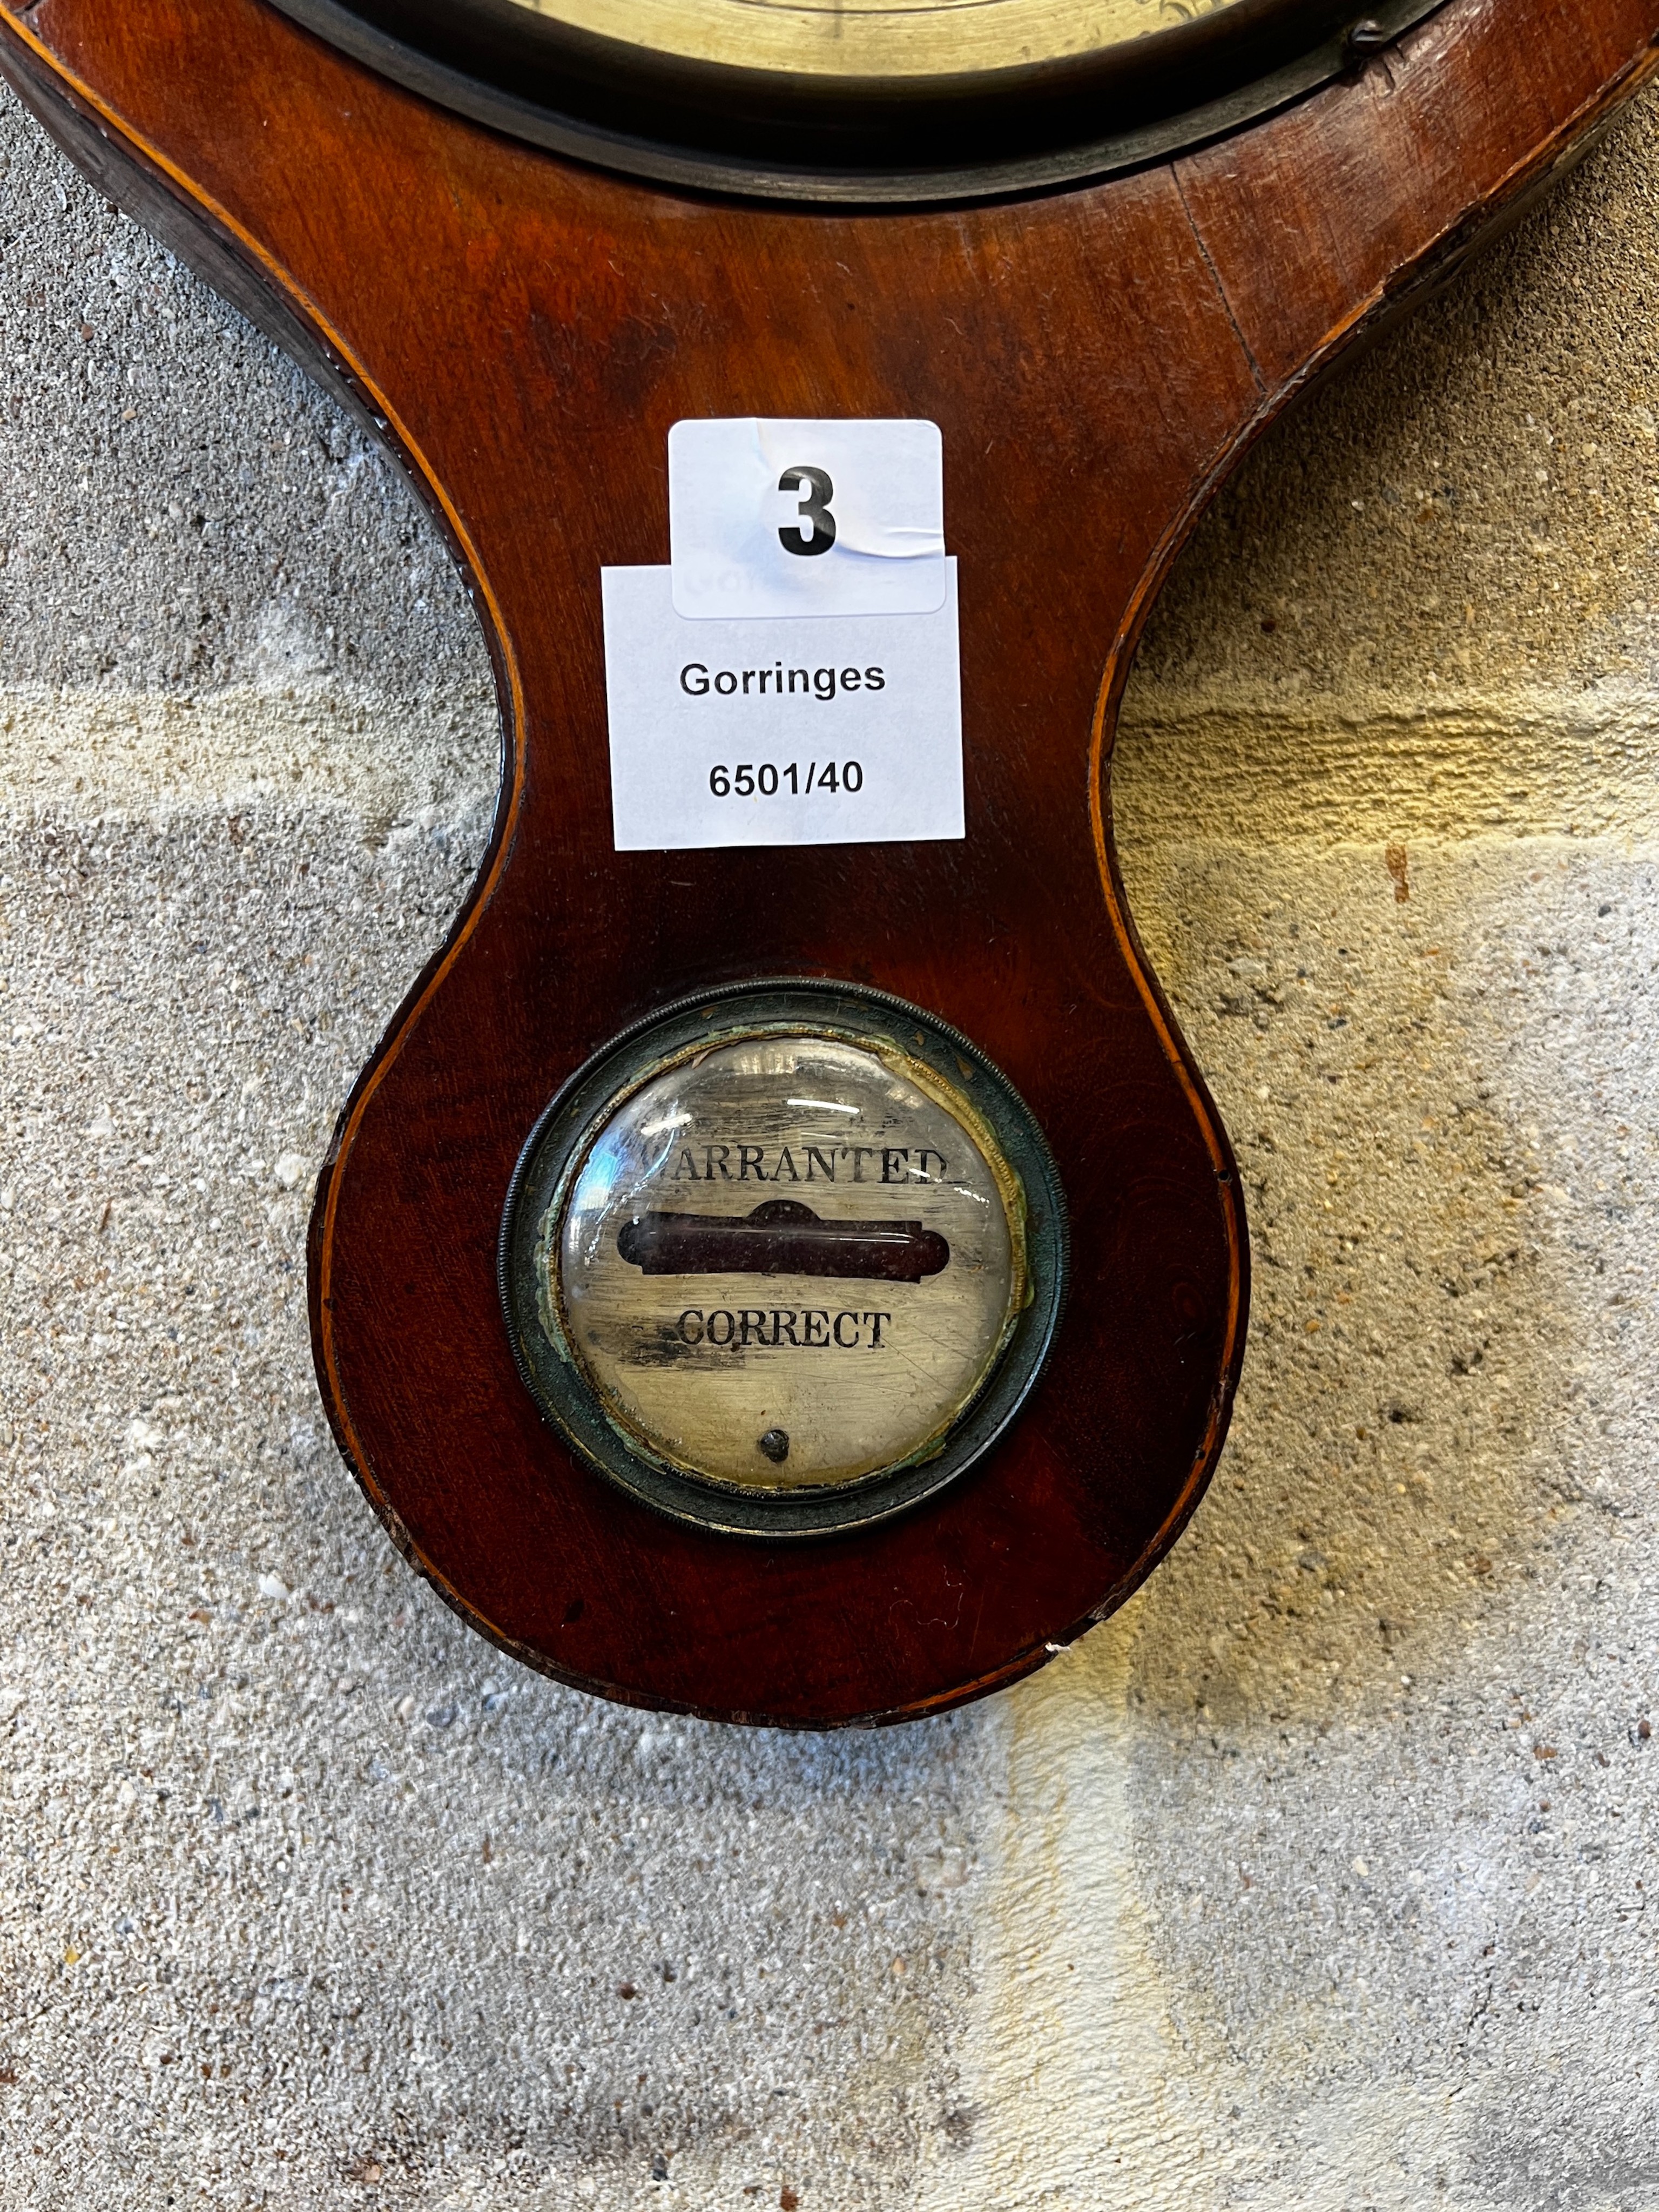 3
Gorringes
6501/40
WARRANTED
CORRECT